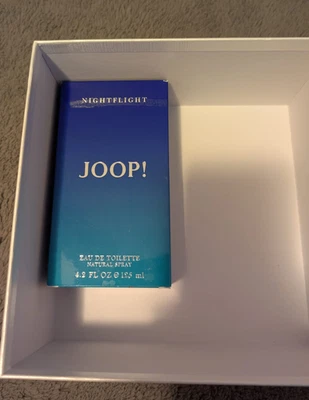 NIGHTFLIGHT
JOOP!
EAU DE TOILETTE
NATURAL SPRAY
4.2 FL OZ e 125 ml